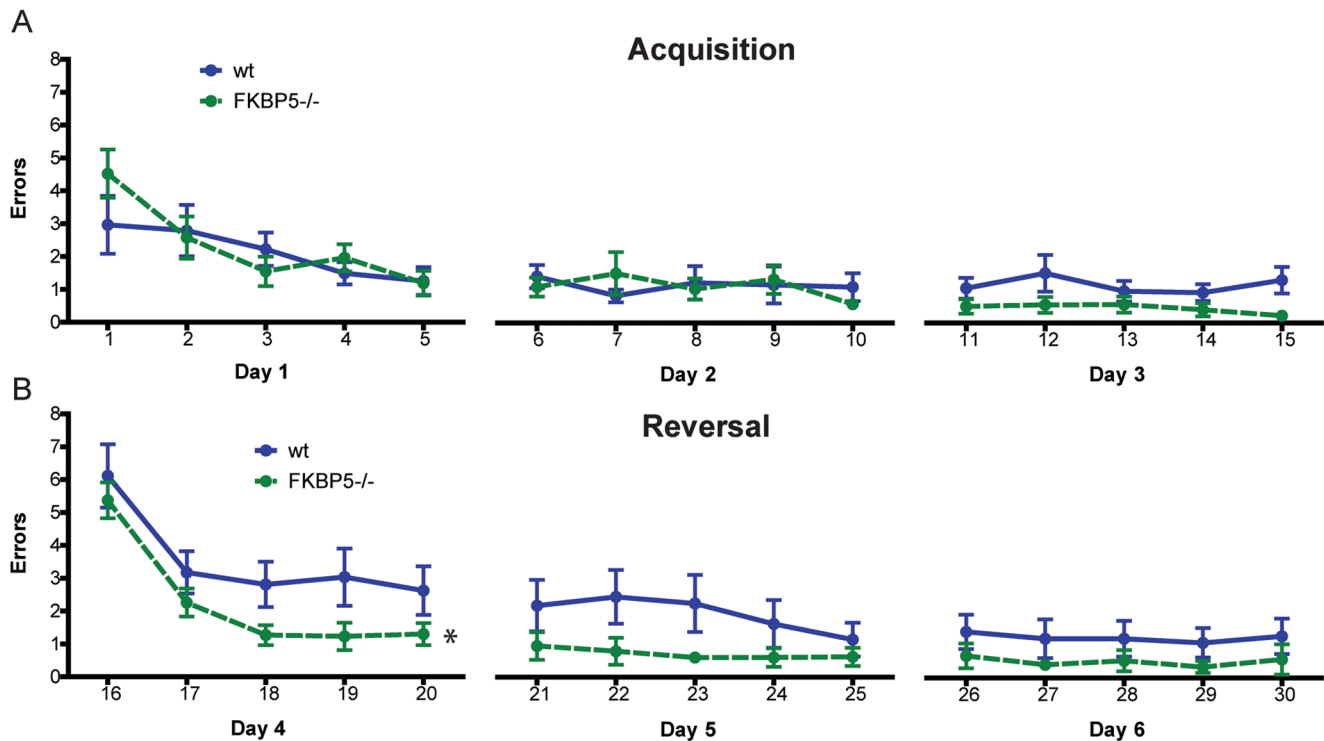 A
Acquisition
8
7
6
5
4
3
2
1
0
Errors
wt
FKBP5-/-
1 2 3 4 5
6 7 8 9 10
11 12 13 14 15
Day 1
Day 2
Day 3
B
Reversal
8
7
6
5
4
3
2
1
0
Errors
wt
FKBP5-/-
*
16 17 18 19 20
21 22 23 24 25
26 27 28 29 30
Day 4
Day 5
Day 6